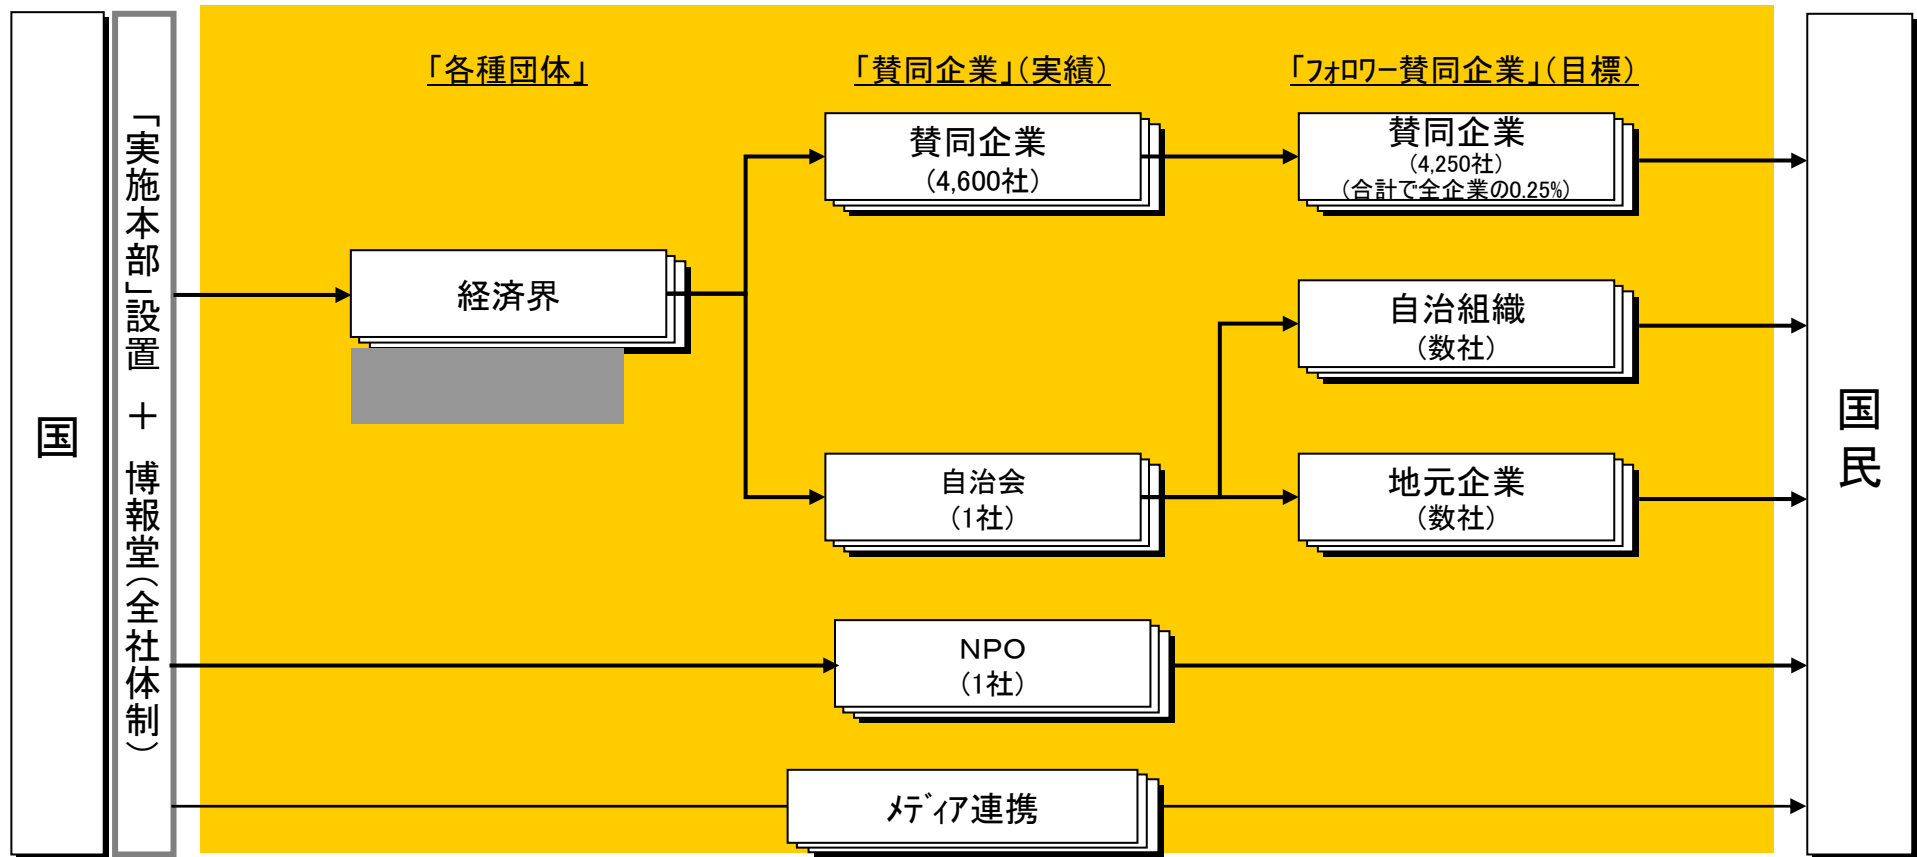 国
「実施本部」設置 ＋ 博報堂（全社体制）
「各種団体」
「賛同企業」（実績）
「フォロワー賛同企業」（目標）
経済界
賛同企業
（4,600社）
賛同企業
（4,250社）
（合計で全企業の0.25%）
自治組織
（数社）
自治会
（1社）
地元企業
（数社）
NPO
（1社）
メディア連携
国民